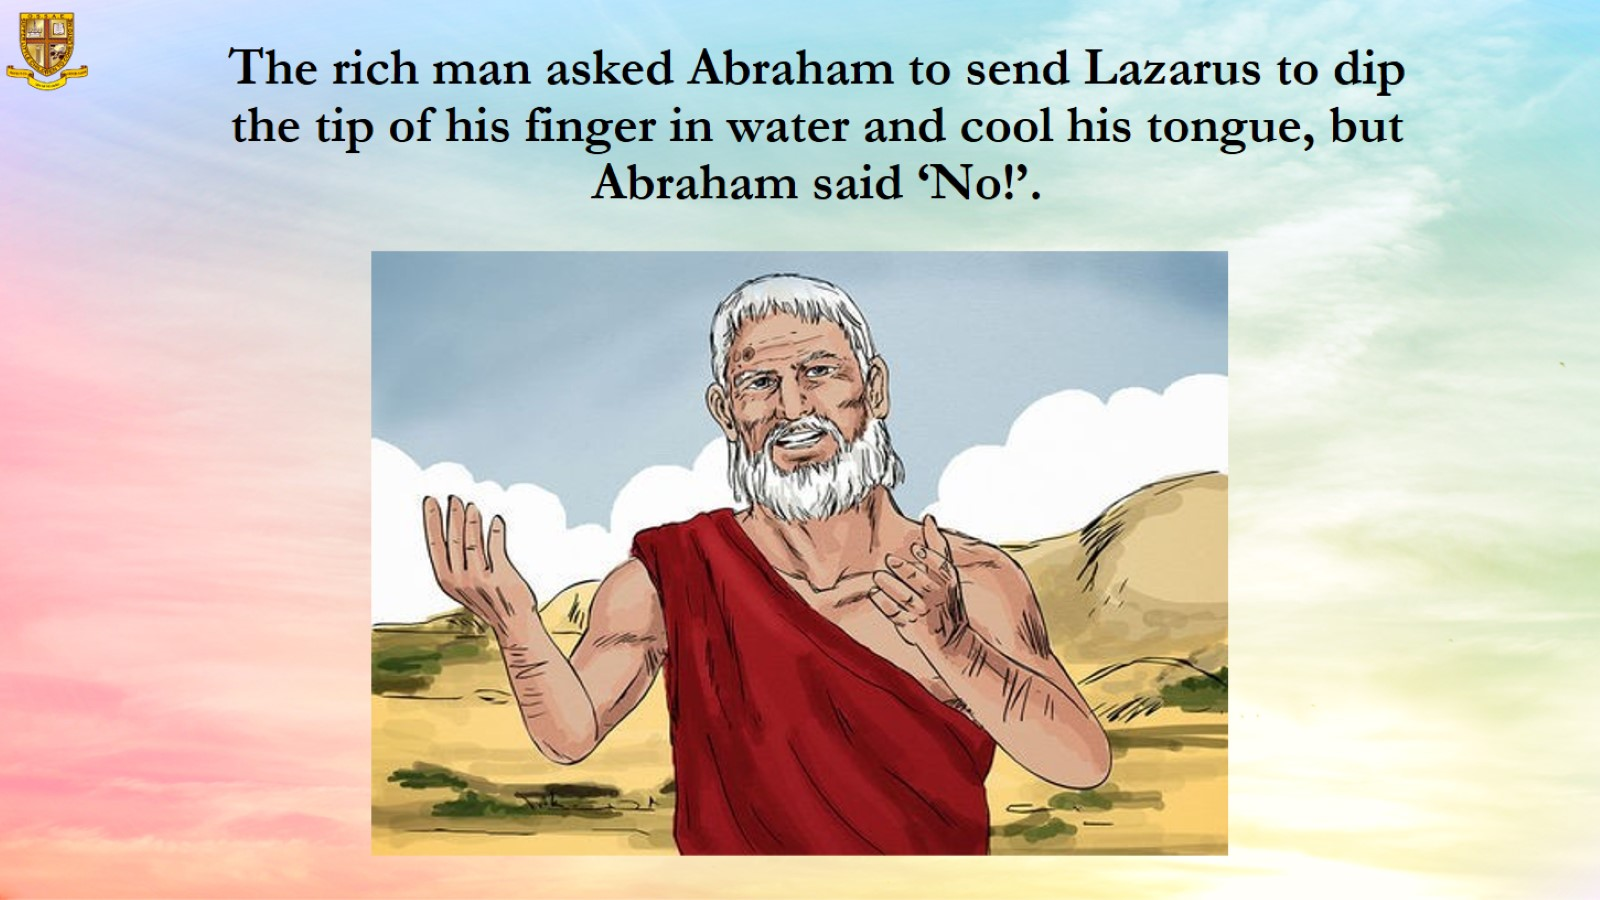 The rich man asked Abraham to send Lazarus to dip
the tip of his finger in water and cool his tongue, but
Abraham said ‘No!’.